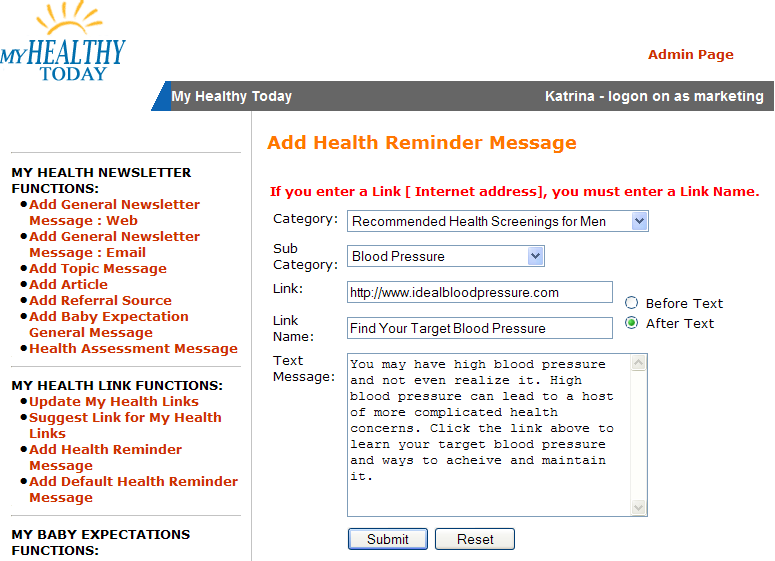 MY HEALTHY
TODAY
Admin Page
My Healthy Today
Katrina - logon on as marketing
MY HEALTH NEWSLETTER
FUNCTIONS:
Add General Newsletter
Message : Web
Add General Newsletter
Message : Email
Add Topic Message
Add Article
Add Referral Source
Add Baby Expectation
General Message
Health Assessment Message
MY HEALTH LINK FUNCTIONS:
Update My Health Links
Suggest Link for My Health
Links
Add Health Reminder
Message
Add Default Health Reminder
Message
MY BABY EXPECTATIONS
FUNCTIONS:
Add Health Reminder Message
If you enter a Link [ Internet address], you must enter a Link Name.
Category: Recommended Health Screenings for Men
Sub
Category: Blood Pressure
Link: http://www.idealbloodpressure.com
Before Text
Link
Name: Find Your Target Blood Pressure
After Text
Text
Message:
You may have high blood pressure
and not even realize it. High
blood pressure can lead to a host
of more complicated health
concerns. Click the link above to
learn your target blood pressure
and ways to acheive and maintain
it.
Submit Reset